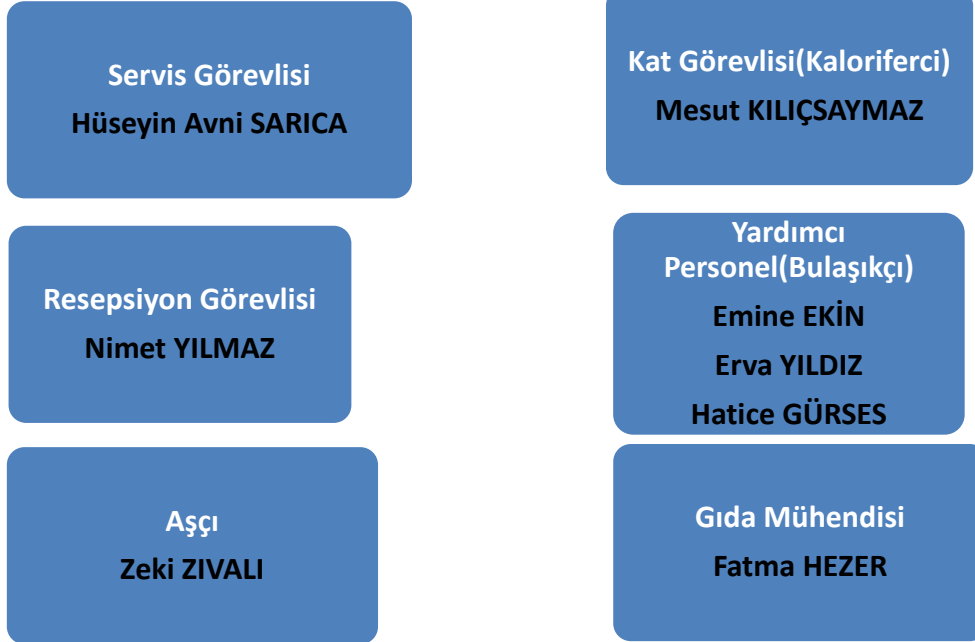 Servis Görevlisi
Hüseyin Avni SARICA
Kat Görevlisi(Kaloriferci)
Mesut KILIÇSAYMAZ
Resepsiyon Görevlisi
Nimet YILMAZ
Yardımcı
Personel(Bulaşıkçı)
Emine EKİN
Erva YILDIZ
Hatice GÜRSES
Aşçı
Zeki ZIVALI
Gıda Mühendisi
Fatma HEZER